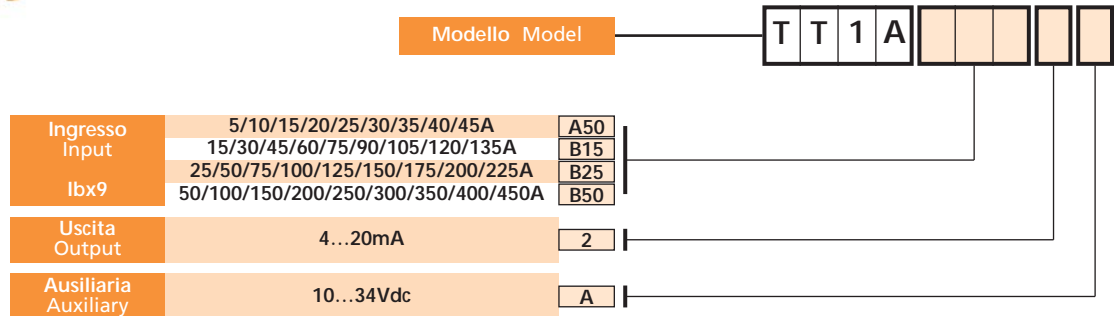 Modello Model TT1A
Ingresso 5/10/15/20/25/30/35/40/45A A50
Input 15/30/45/60/75/90/105/120/135A B15
25/50/75/100/125/150/175/200/225A B25
Ibx9 50/100/150/200/250/300/350/400/450A B50
Uscita
Output 4...20mA 2
Ausiliaria
Auxiliary 10...34Vdc A